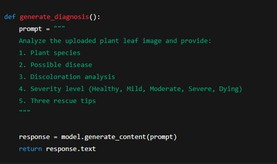 def generate_diagnosis():
prompt = """
Analyze the uploaded plant leaf image and provide:
1. Plant species
2. Possible disease
3. Discoloration analysis
4. Severity level (Healthy, Mild, Moderate, Severe, Dying)
5. Three rescue tips
"""
response = model.generate_content(prompt)
return response.text